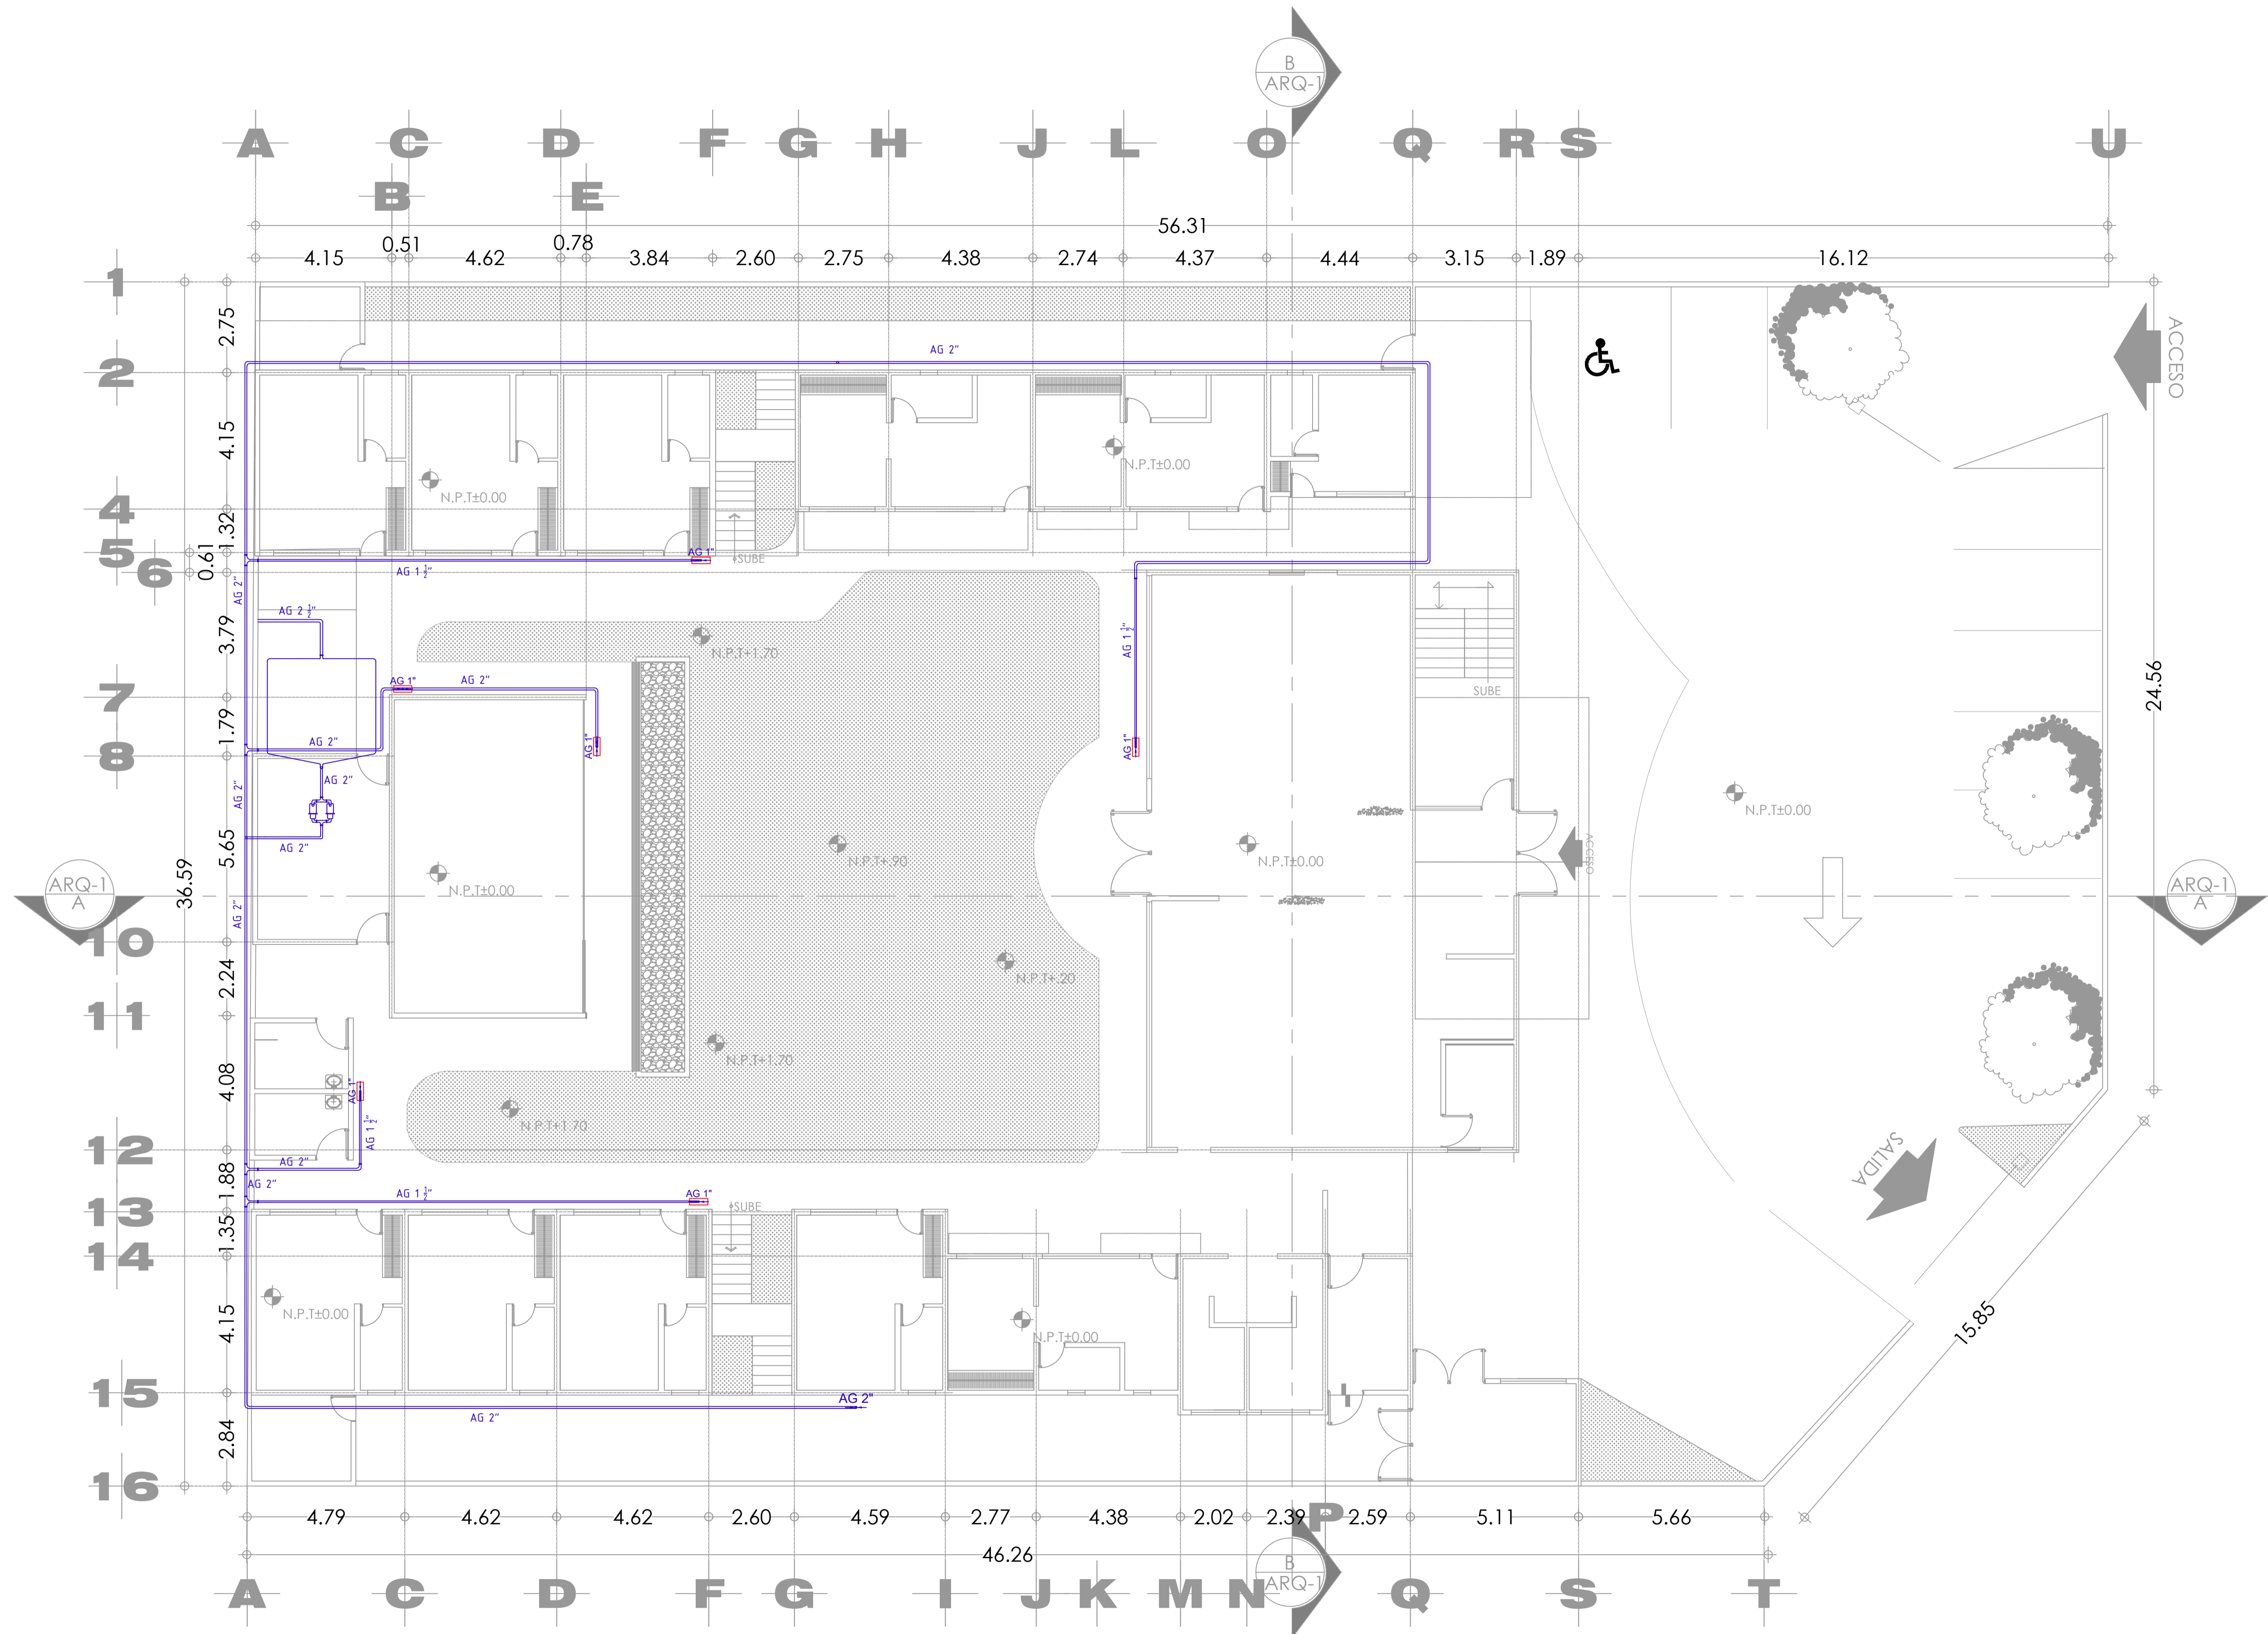 B
ARQ-1
A C D F G H J L O Q R S U
B E
56.31
0.51 0.78
4.15 4.62 3.84 2.60 2.75 4.38 2.74 4.37 4.44 3.15 1.89 16.12
1
2.75
ACCESO
AG 2"
2
4.15
N.P.T±0.00
N.P.T±0.00
4
1.32
5
0.61
6
AG 1"
SUBE
AG 1 ½"
AG 2"
AG 2 ½"
3.79
AG 1 ½"
N.P.T+1.70
24.56
AG 1"
AG 2"
SUBE
7
1.79
AG 2"
AG 1"
AG 1"
8
AG 2"
AG 2"
N.P.T±0.00
AG 2"
5.65
ACCESO
N.P.T+.90
N.P.T±0.00
36.59
ARQ-1
A
N.P.T±0.00
ARQ-1
A
AG 2"
10
2.24
N.P.T+.20
11
N.P.T+1.70
4.08
AG 1"
N.P.T+1.70
AG 1 ½"
12
SALIDA
AG 2"
1.88
AG 2"
AG 1 ½"
AG 1"
13
SUBE
1.35
14
N.P.T±0.00
4.15
N.P.T±0.00
15.85
15
AG 2"
AG 2"
2.84
16
4.79 4.62 4.62 2.60 4.59 2.77 4.38 2.02 2.39 P 2.59 5.11 5.66
46.26
B
ARQ-1
A C D F G I J K M N Q S T